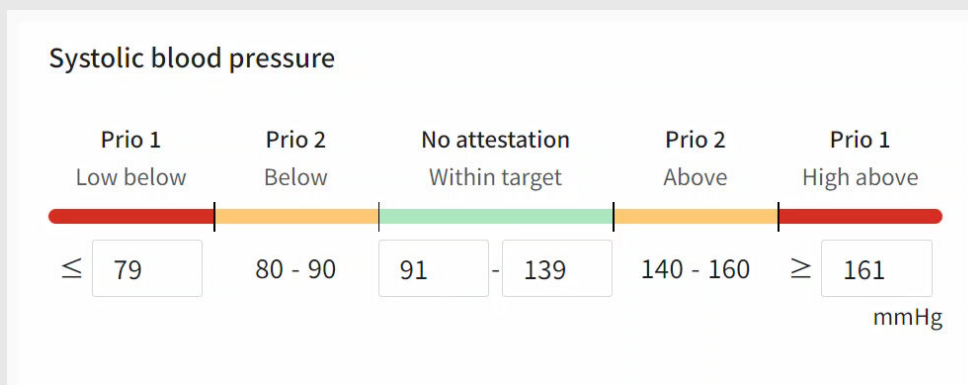 Systolic blood pressure
Prio 1 Prio 2 No attestation Prio 2 Prio 1
Low below Below Within target Above High above
≤ 79 80 - 90 91 - 139 140 - 160 ≥ 161
mmHg